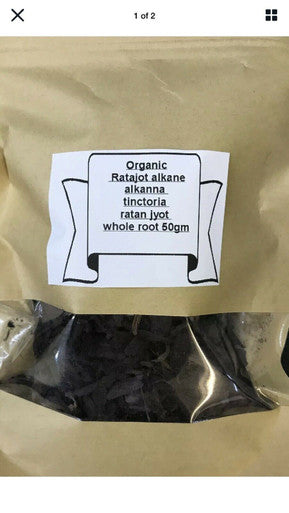 1 of 2
Organic
Ratajot alkane
alkanna
tinctoria
ratan jyot
whole root 50gm